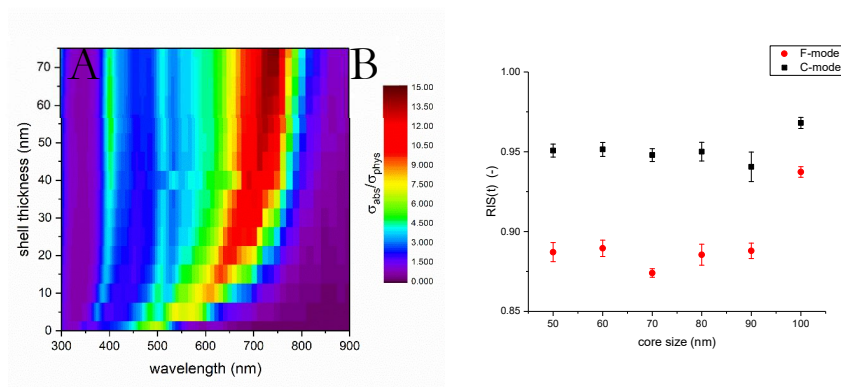 A
B
shell thickness (nm)
70
60
50
40
30
20
10
0
300 400 500 600 700 800 900
wavelength (nm)
15.00
13.50
12.00
10.50
9.000
7.500
6.000
4.500
3.000
1.500
0.000
σabs/σphys
F-mode
C-mode
RIS(t) (-)
1.00
0.95
0.90
0.85
50 60 70 80 90 100
core size (nm)